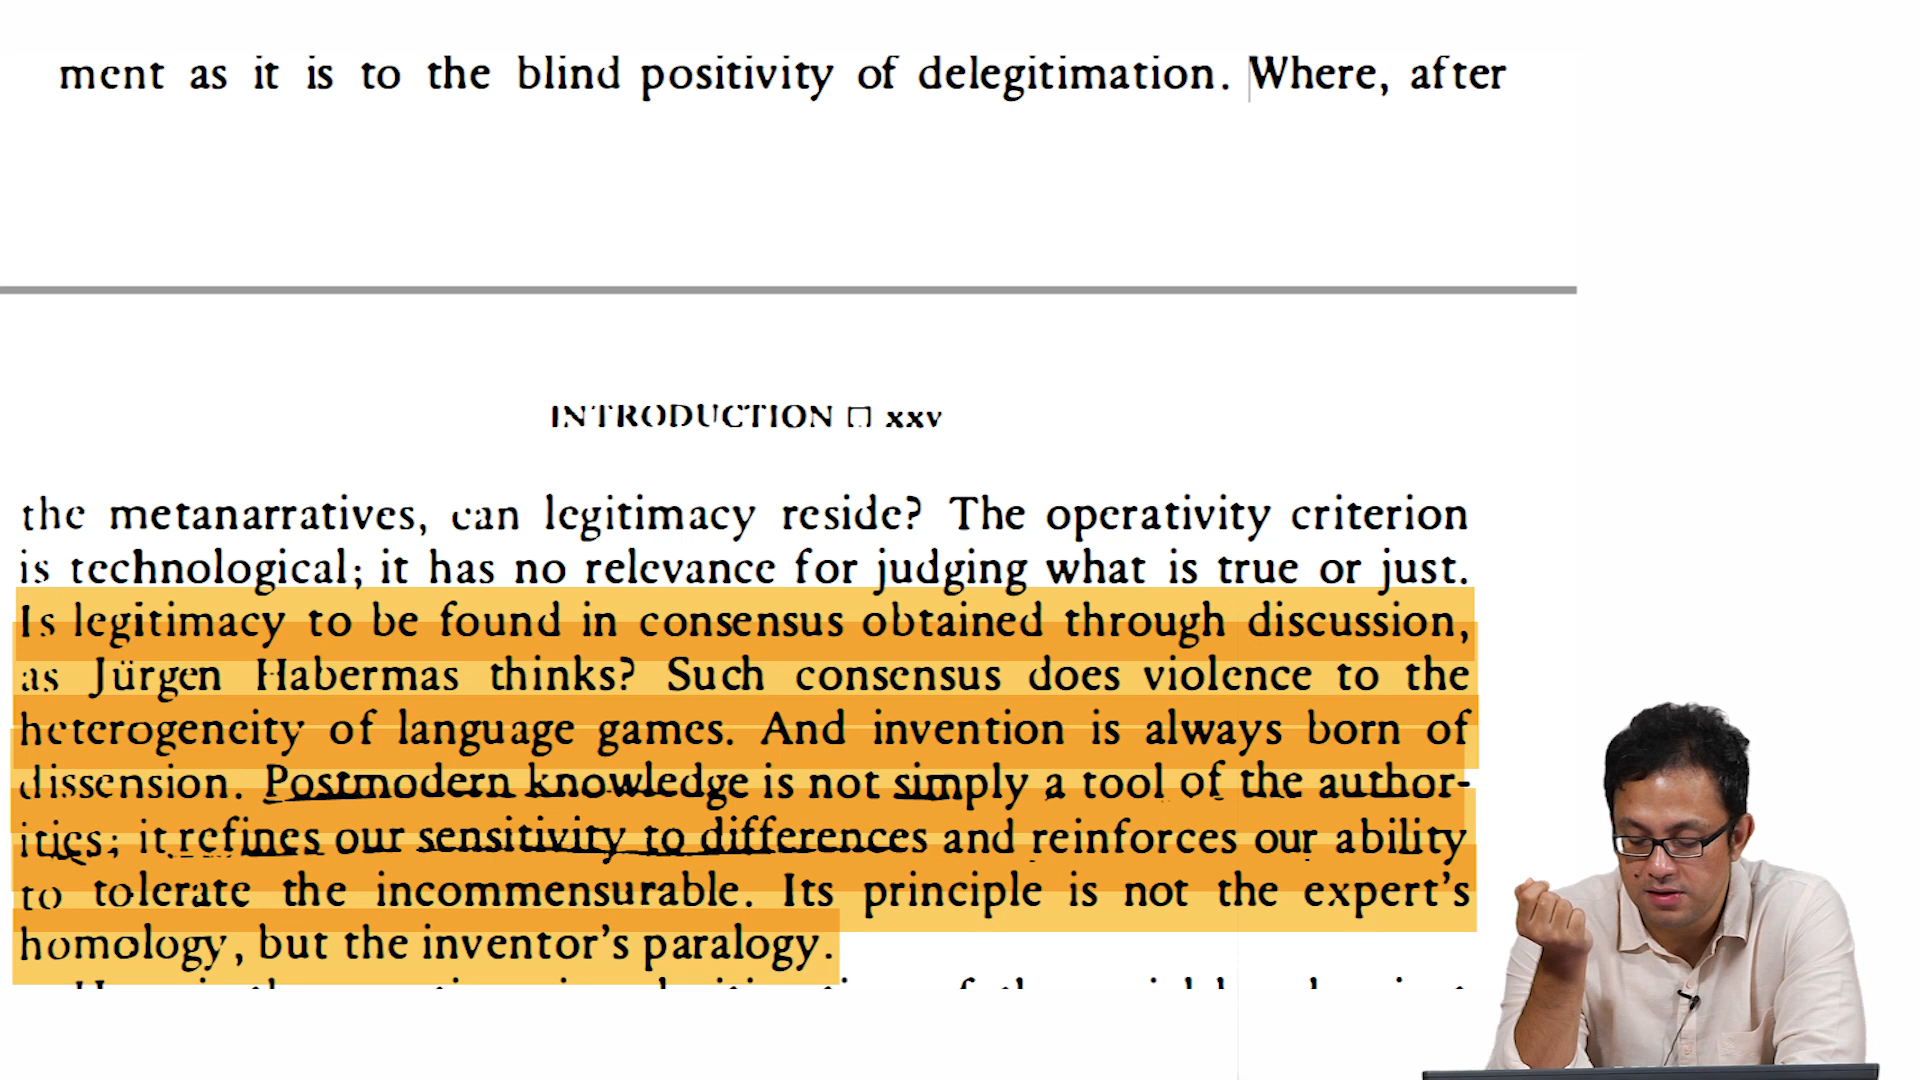 ment as it is to the blind positivity of delegitimation. Where, after
INTRODUCTION □ xxv
the metanarratives, can legitimacy reside? The operativity criterion
is technological; it has no relevance for judging what is true or just.
Is legitimacy to be found in consensus obtained through discussion,
as Jürgen Habermas thinks? Such consensus does violence to the
heterogeneity of language games. And invention is always born of
dissension. Postmodern knowledge is not simply a tool of the author-
ities; it refines our sensitivity to differences and reinforces our ability
to tolerate the incommensurable. Its principle is not the expert's
homology, but the inventor's paralogy.